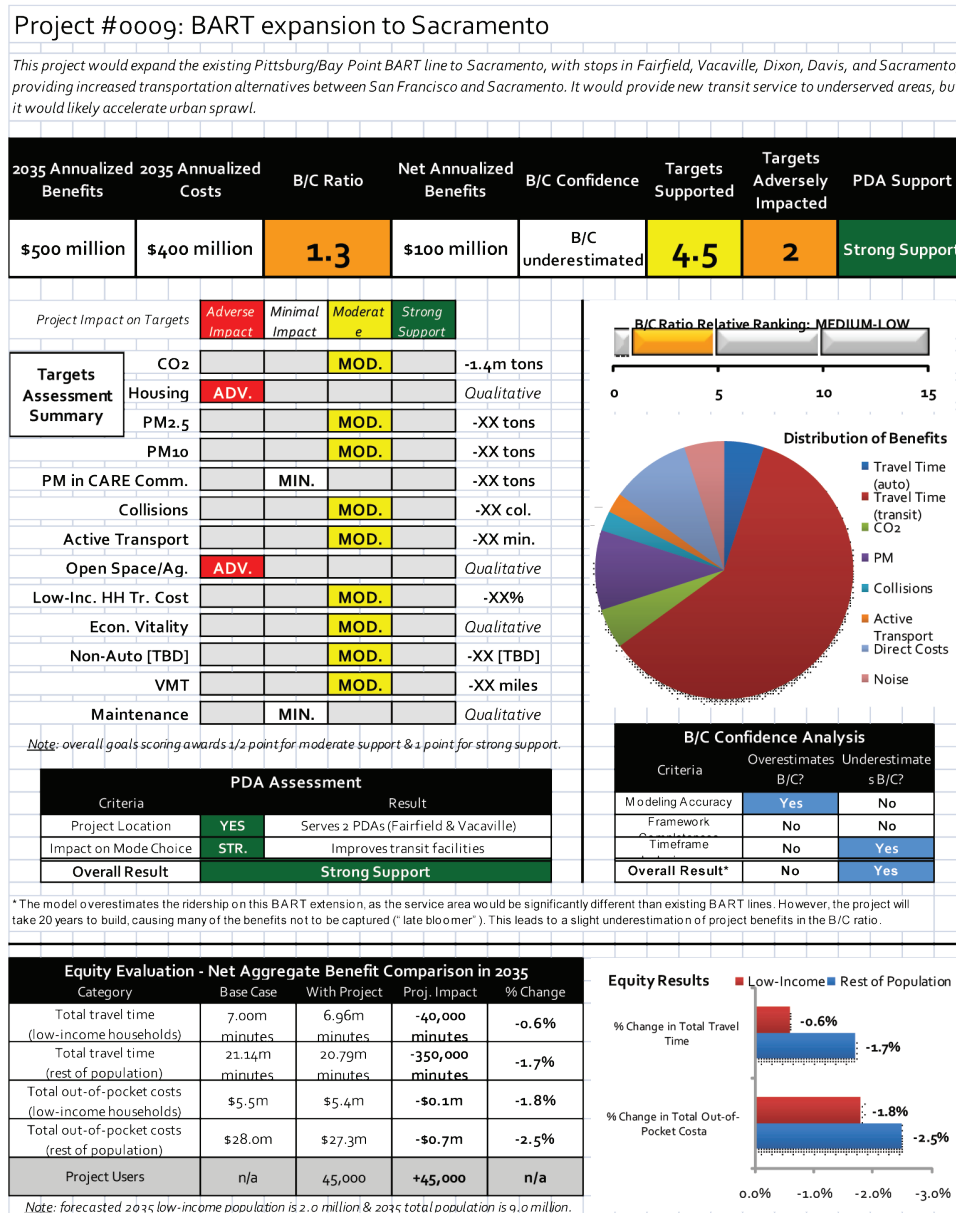 Project #0009: BART expansion to Sacramento
This project would expand the existing Pittsburg/Bay Point BART line to Sacramento, with stops in Fairfield, Vacaville, Dixon, Davis, and Sacramento
providing increased transportation alternatives between San Francisco and Sacramento. It would provide new transit service to underserved areas, bu
it would likely accelerate urban sprawl.
2035 Annualized Benefits
2035 Annualized Costs
B/C Ratio
Net Annualized Benefits
B/C Confidence
Targets Supported
Targets Adversely Impacted
PDA Support
$500 million
$400 million
1.3
$100 million
B/C underestimated
4.5
2
Strong Support
Project Impact on Targets
Adverse Impact
Minimal Impact
Moderat e
Strong Support
Targets Assessment Summary
CO2 MOD. -1.4m tons
Housing ADV. Qualitative
PM2.5 MOD. -XX tons
PM10 MOD. -XX tons
PM in CARE Comm. MIN. -XX tons
Collisions MOD. -XX col.
Active Transport MOD. -XX min.
Open Space/Ag. ADV. Qualitative
Low-Inc. HH Tr. Cost MOD. -XX%
Econ. Vitality MOD. Qualitative
Non-Auto [TBD] MOD. -XX [TBD]
VMT MOD. -XX miles
Maintenance MIN. Qualitative
Note: overall goals scoring awards 1/2 point for moderate support & 1 point for strong support.
B/C Ratio Relative Ranking: MEDIUM-LOW
0 5 10 15
Distribution of Benefits
Travel Time
(auto)
Travel Time
(transit)
CO2
PM
Collisions
Active
Transport
Direct Costs
Noise
PDA Assessment
Criteria Result
Project Location YES Serves 2 PDAs (Fairfield & Vacaville)
Impact on Mode Choice STR. Improves transit facilities
Overall Result Strong Support
B/C Confidence Analysis
Criteria
Overestimates B/C?
Underestimate s B/C?
Modeling Accuracy Yes No
Framework No No
Timeframe No Yes
Overall Result* No Yes
* The model overestimates the ridership on this BART extension, as the service area would be significantly different than existing BART lines. However, the project will
take 20 years to build, causing many of the benefits not to be captured (“late bloomer”). This leads to a slight underestimation of project benefits in the B/C ratio.
Equity Evaluation - Net Aggregate Benefit Comparison in 2035
Category Base Case With Project Proj. Impact % Change
Total travel time (low-income households) 7.00m minutes 6.96m minutes -40,000 minutes -0.6%
Total travel time (rest of population) 21.14m minutes 20.79m minutes -350,000 minutes -1.7%
Total out-of-pocket costs (low-income households) $5.5m $5.4m -$0.1m -1.8%
Total out-of-pocket costs (rest of population) $28.0m $27.3m -$0.7m -2.5%
Project Users n/a 45,000 +45,000 n/a
Note: forecasted 2035 low-income population is 2.0 million & 2035 total population is 9.0 million.
Equity Results
Low-Income Rest of Population
% Change in Total Travel
Time
-0.6%
-1.7%
% Change in Total Out-of-
Pocket Costa
-1.8%
-2.5%
0.0% -1.0% -2.0% -3.0%